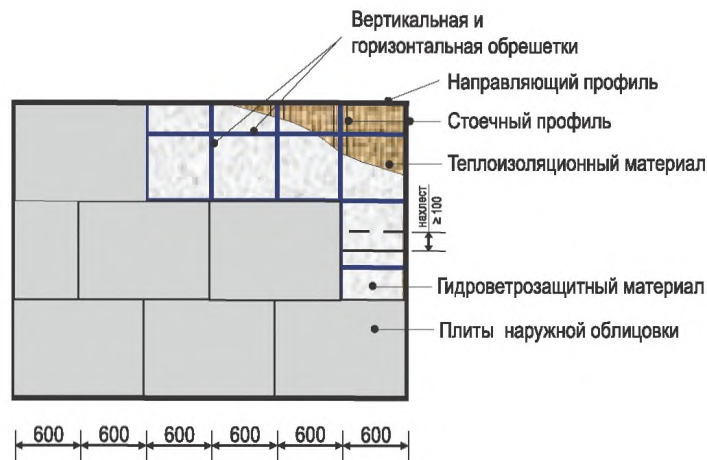 Вертикальная и
горизонтальная обрешетки
Направляющий профиль
Стоечный профиль
Теплоизоляционный материал
нахлест
≥ 100
Гидроветрозащитный материал
Плиты наружной облицовки
600 600 600 600 600 600